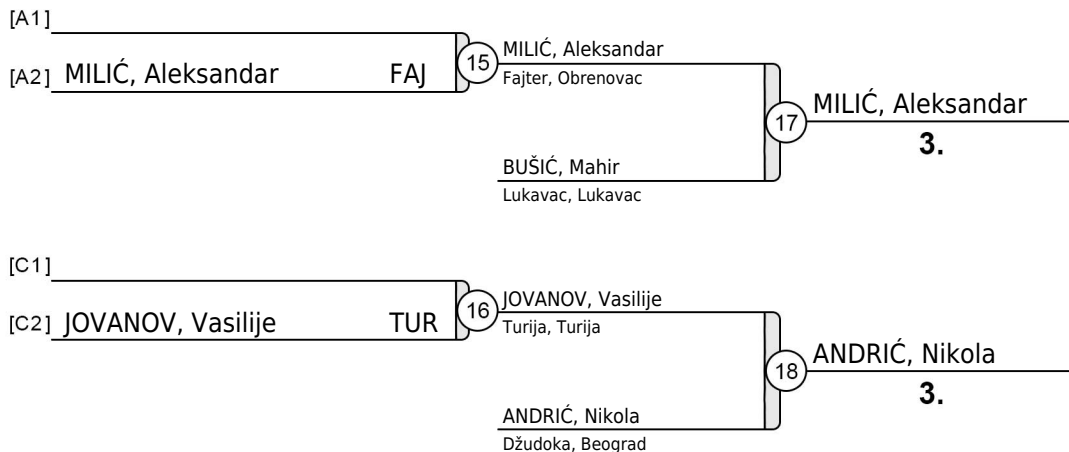 [A1]
[A2] MILIĆ, Aleksandar FAJ
15
MILIĆ, Aleksandar
Fajter, Obrenovac
17
MILIĆ, Aleksandar
3.
BUŠIĆ, Mahir
Lukavac, Lukavac
[C1]
[C2] JOVANOV, Vasilije TUR
16
JOVANOV, Vasilije
Turija, Turija
18
ANDRIĆ, Nikola
3.
ANDRIĆ, Nikola
Džudoka, Beograd